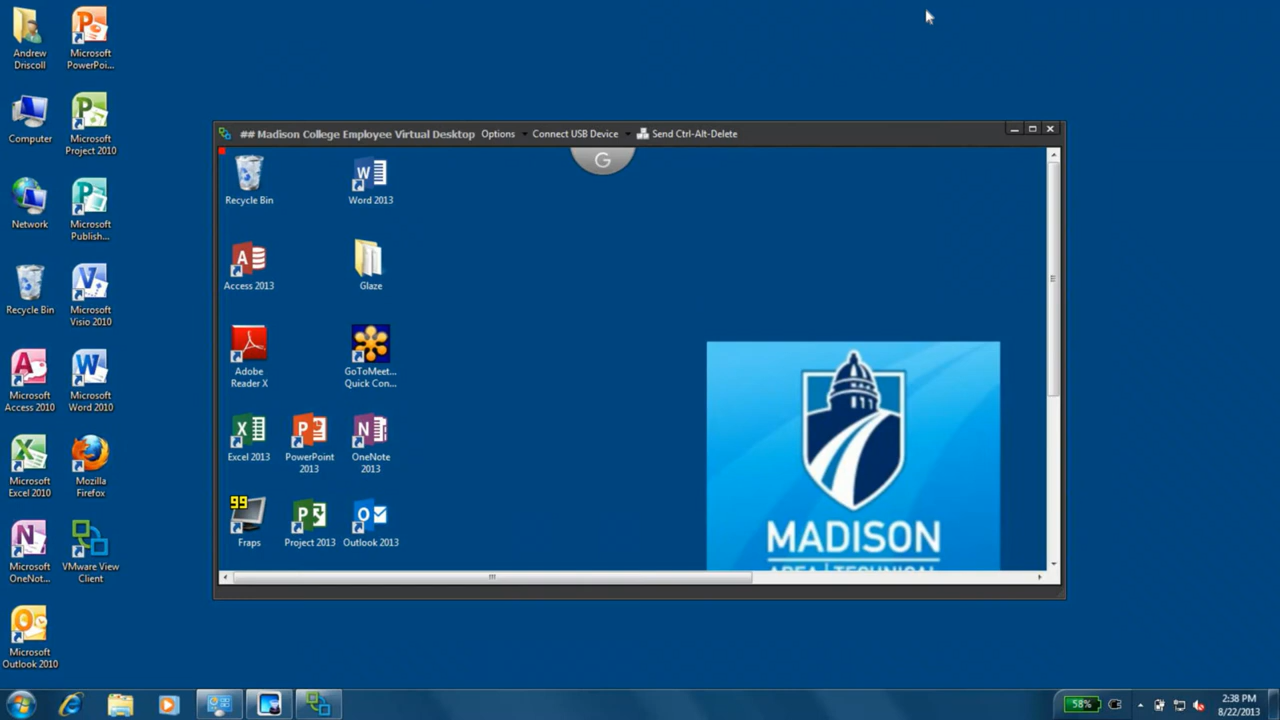 Andrew
Driscoll
Microsoft
PowerPoi...
Computer
Microsoft
Project 2010
Network
Microsoft
Publish...
Recycle Bin
Microsoft
Visio 2010
Microsoft
Access 2010
Microsoft
Word 2010
Microsoft
Excel 2010
Mozilla
Firefox
Microsoft
OneNot...
VMware View
Client
Microsoft
Outlook 2010
## Madison College Employee Virtual Desktop
Options
Connect USB Device
Send Ctrl-Alt-Delete
G
Recycle Bin
Word 2013
Access 2013
Glaze
Adobe
Reader X
GoToMeet...
Quick Con...
Excel 2013
PowerPoint
2013
OneNote
2013
99
Fraps
Project 2013
Outlook 2013
MADISON
AREA | TECHNICAL
58%
2:38 PM
8/22/2013